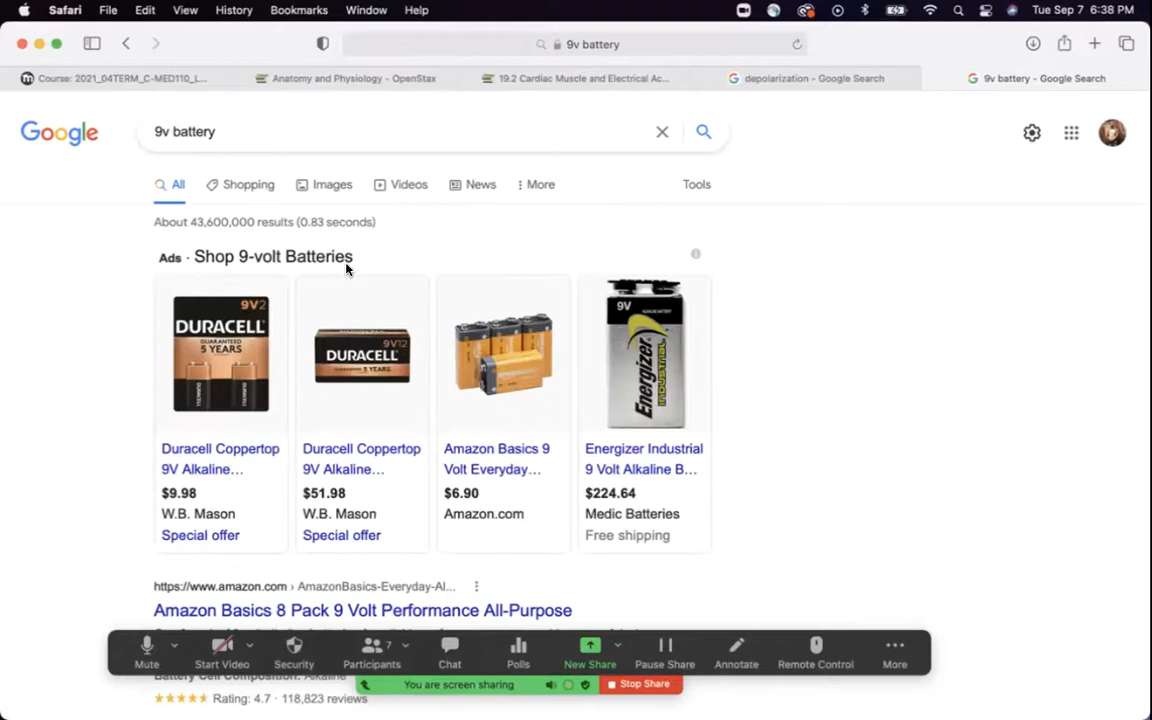 Safari File Edit View History Bookmarks Window Help Tue Sep 7 6:38 PM
9v battery
Course: 2021_04TERM_C-MED110_L... Anatomy and Physiology - OpenStax 19.2 Cardiac Muscle and Electrical Ac... depolarization - Google Search 9v battery - Google Search
Google 9v battery
All Shopping Images Videos News More Tools
About 43,600,000 results (0.83 seconds)
Ads · Shop 9-volt Batteries
9V2
DURACELL
GUARANTEED
5 YEARS
DURACELL DURACELL
9V12
DURACELL
GUARANTEED 5 YEARS
9V
Energizer
INDUSTRIAL
Duracell Coppertop
9V Alkaline...
$9.98
W.B. Mason
Special offer
Duracell Coppertop
9V Alkaline...
$51.98
W.B. Mason
Special offer
Amazon Basics 9
Volt Everyday...
$6.90
Amazon.com
Energizer Industrial
9 Volt Alkaline B...
$224.64
Medic Batteries
Free shipping
https://www.amazon.com › AmazonBasics-Everyday-Al...
Amazon Basics 8 Pack 9 Volt Performance All-Purpose
7
Mute Start Video Security Participants Chat Polls New Share Pause Share Annotate Remote Control More
Battery Cell Composition: Alkaline
You are screen sharing Stop Share
Rating: 4.7 · 118,823 reviews